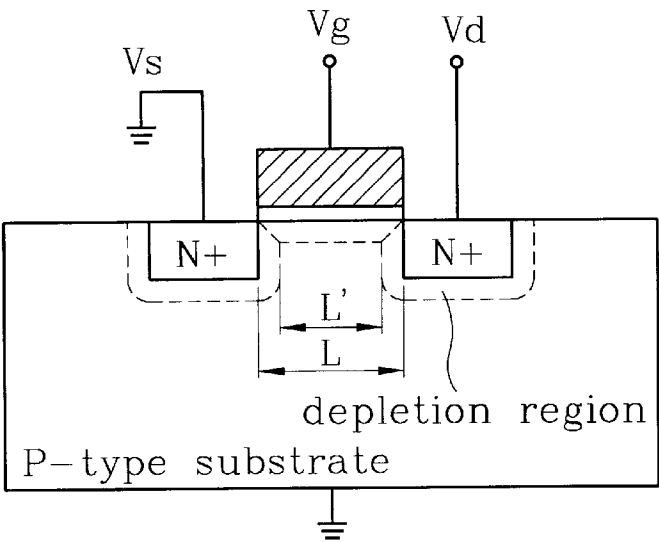 Vg
Vd
Vs
N+
N+
L'
L
depletion region
P-type substrate